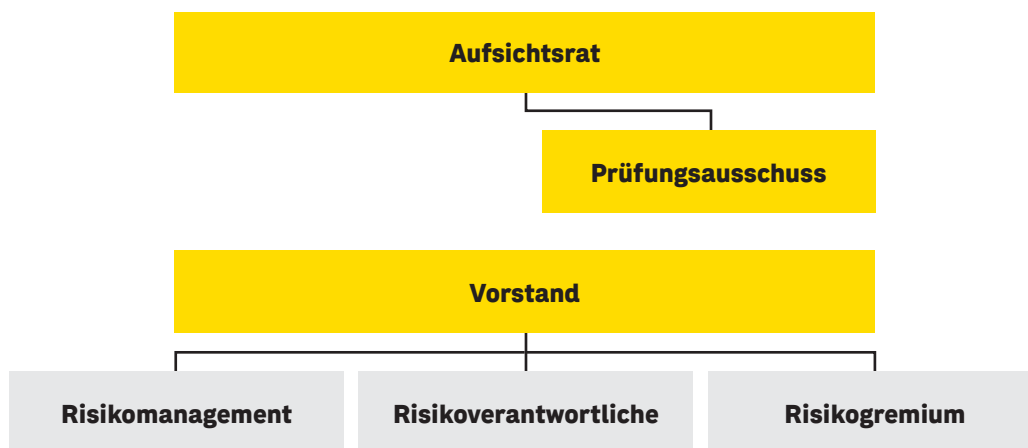 Aufsichtsrat
Prüfungsausschuss
Vorstand
Risikomanagement
Risikoverantwortliche
Risikogremium